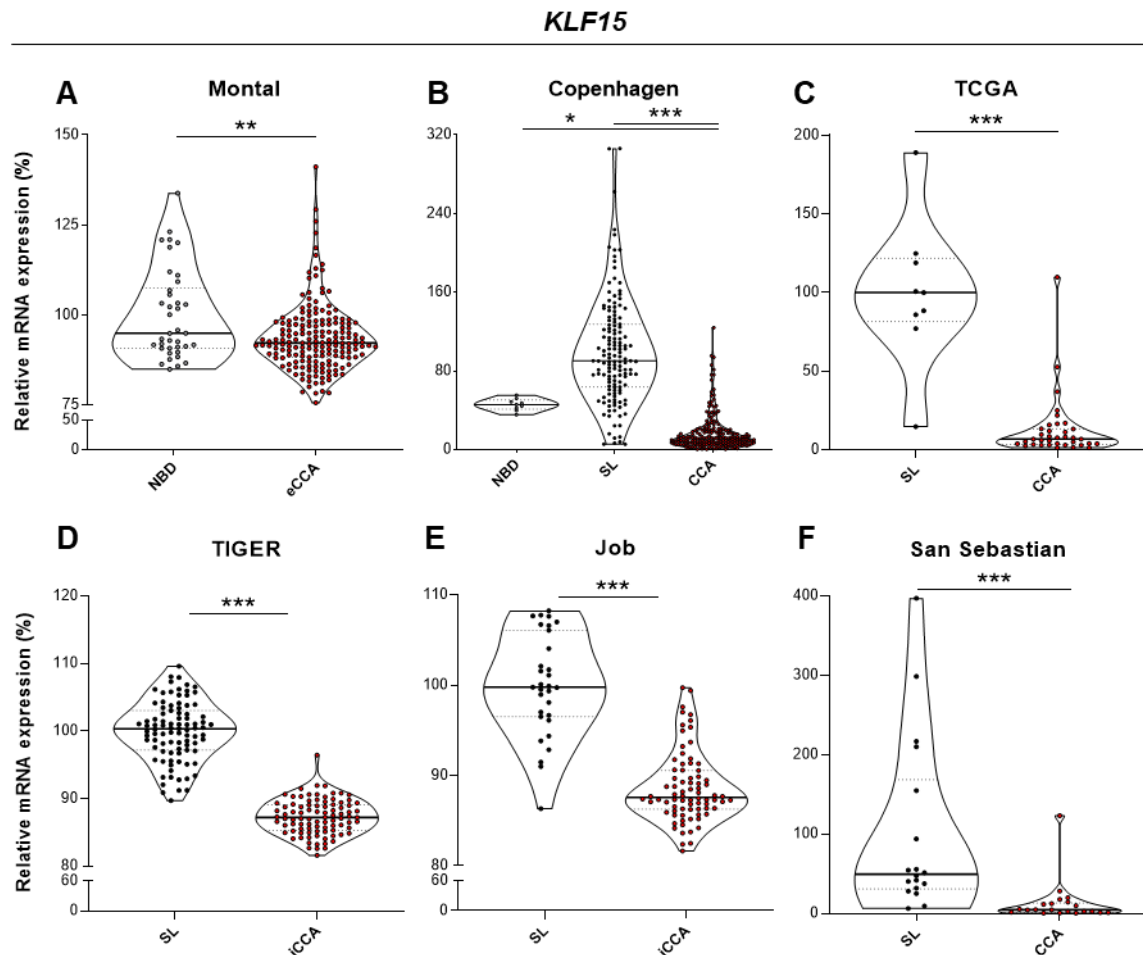 KLF15
A Montal
B Copenhagen
C TCGA
Relative mRNA expression (%)
150
125
100
75
50
0
**
NBD
eCCA
320
240
160
80
0
* ***
NBD
SL
CCA
200
150
100
50
0
***
SL
CCA
D TIGER
E Job
F San Sebastian
Relative mRNA expression (%)
120
110
100
90
80
60
0
***
SL
iCCA
110
100
90
80
60
0
***
SL
iCCA
400
300
200
100
0
***
SL
CCA